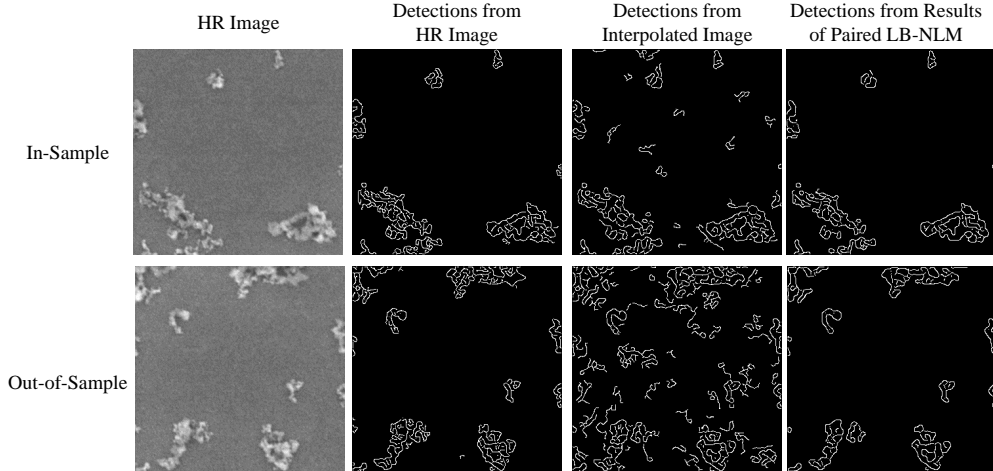 HR Image
Detections from
HR Image
Detections from
Interpolated Image
Detections from Results
of Paired LB-NLM
In-Sample
Out-of-Sample